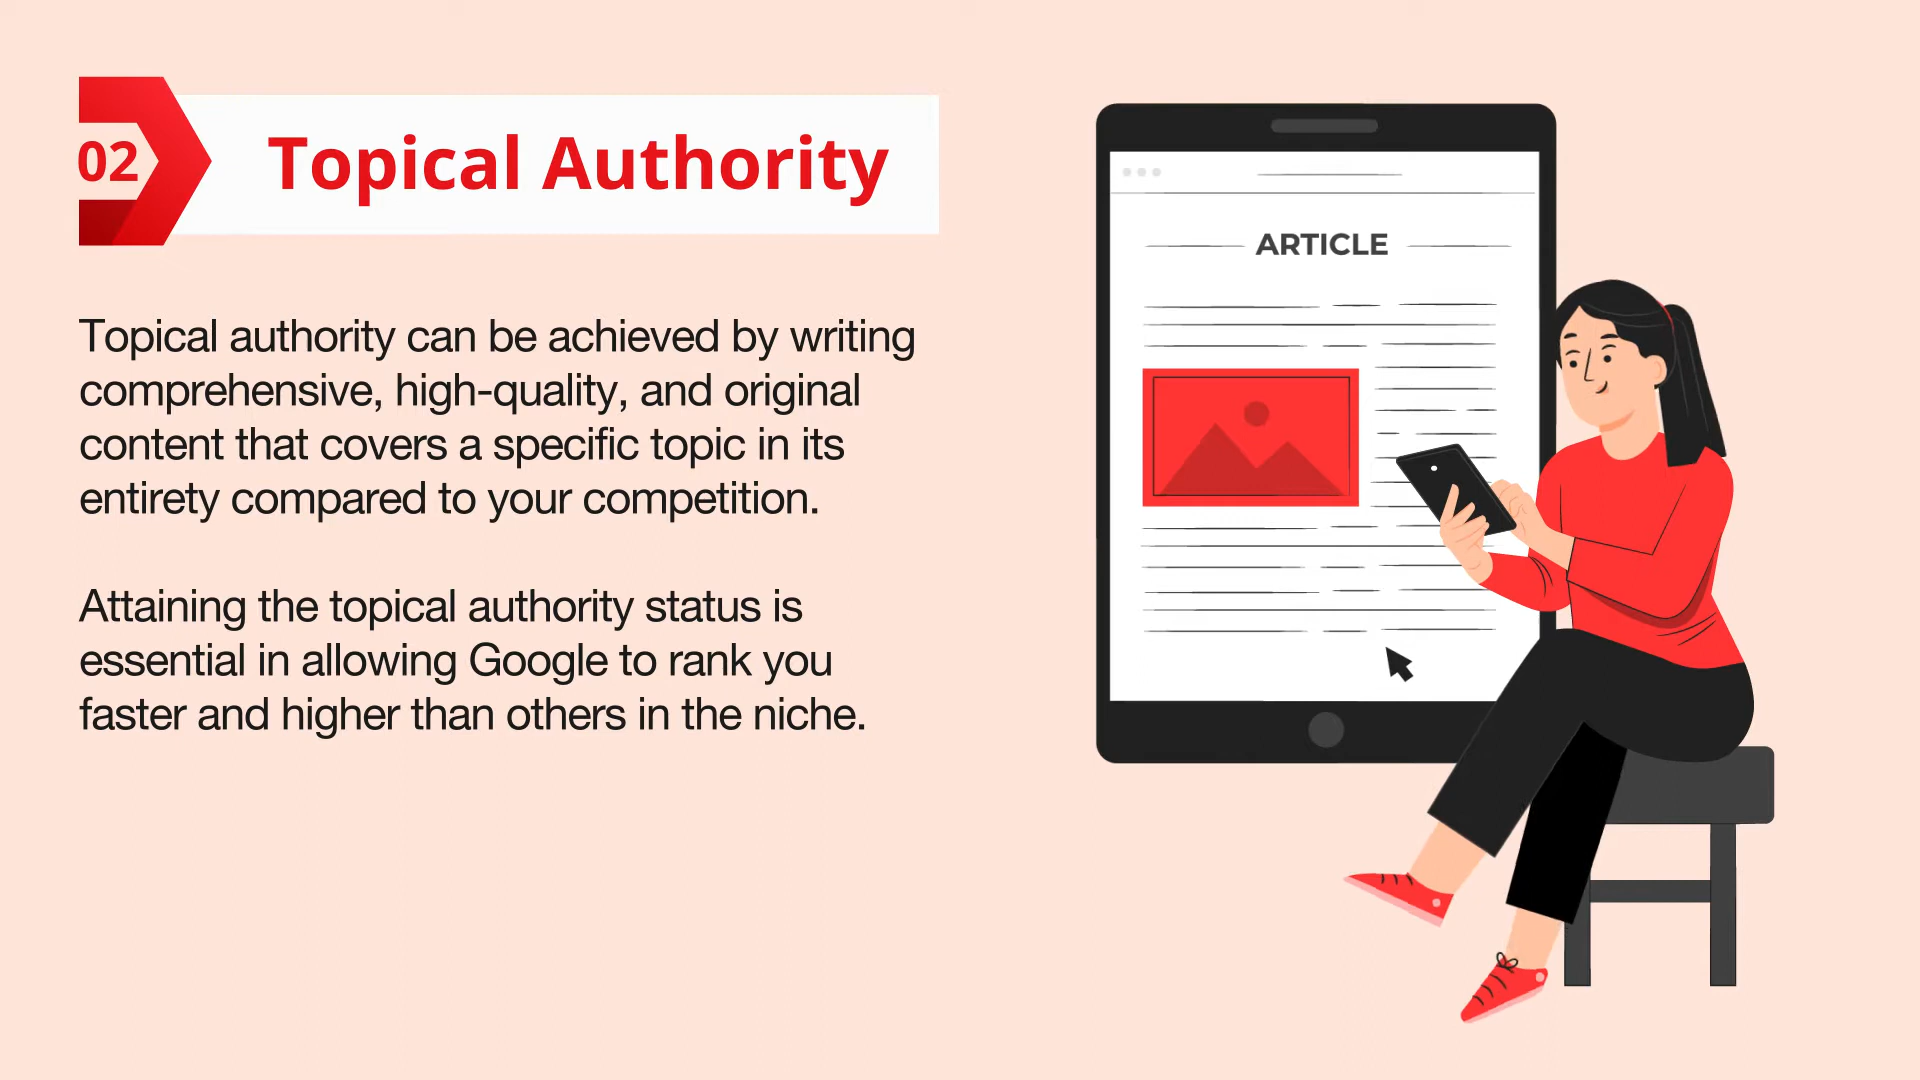 02
Topical Authority
Topical authority can be achieved by writing
comprehensive, high-quality, and original
content that covers a specific topic in its
entirety compared to your competition.
Attaining the topical authority status is
essential in allowing Google to rank you
faster and higher than others in the niche.
ARTICLE